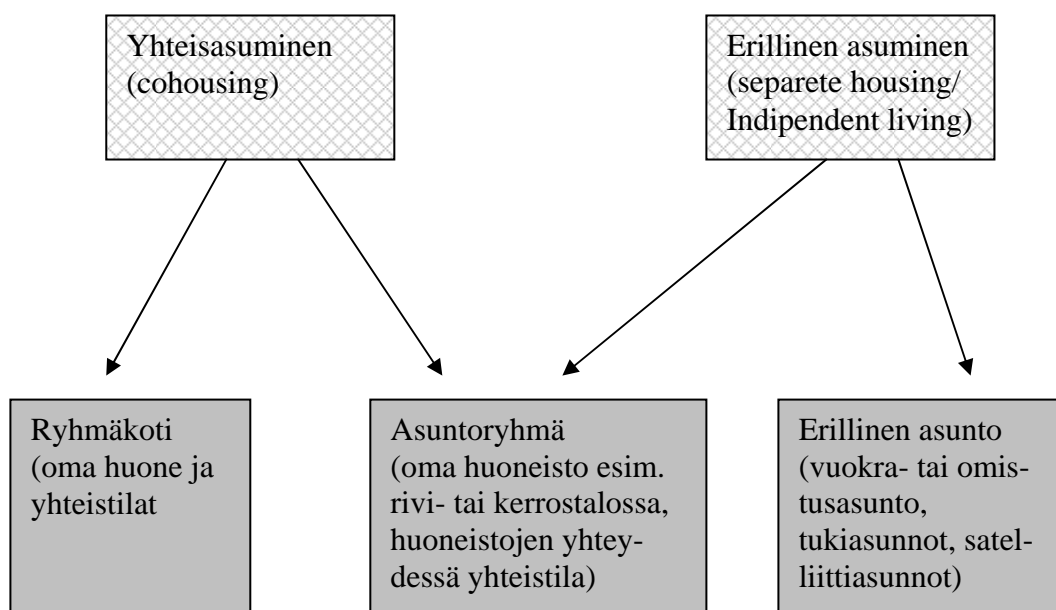 Yhteisasuminen
(cohousing)
Erillinen asuminen
(separete housing/
Indipendent living)
Ryhmäkoti
(oma huone ja
yhteistilat
Asuntoryhmä
(oma huoneisto esim.
rivi- tai kerrostalossa,
huoneistojen yhtey-
dessä yhteistila)
Erillinen asunto
(vuokra- tai omis-
tusasunto,
tukiasunnot, satel-
liittiasunnot)